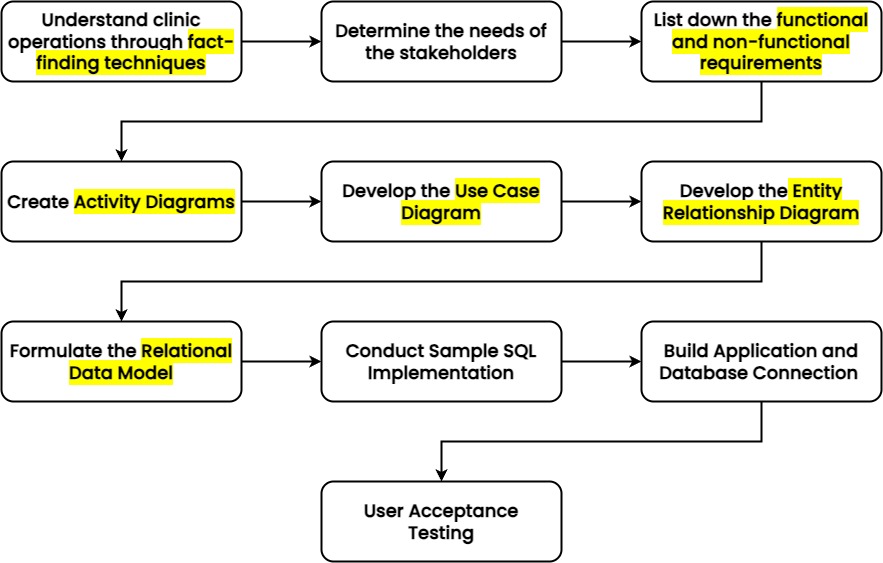 Understand clinic
operations through fact-
finding techniques
Determine the needs of
the stakeholders
List down the functional
and non-functional
requirements
Create Activity Diagrams
Develop the Use Case
Diagram
Develop the Entity
Relationship Diagram
Formulate the Relational
Data Model
Conduct Sample SQL
Implementation
Build Application and
Database Connection
User Acceptance
Testing